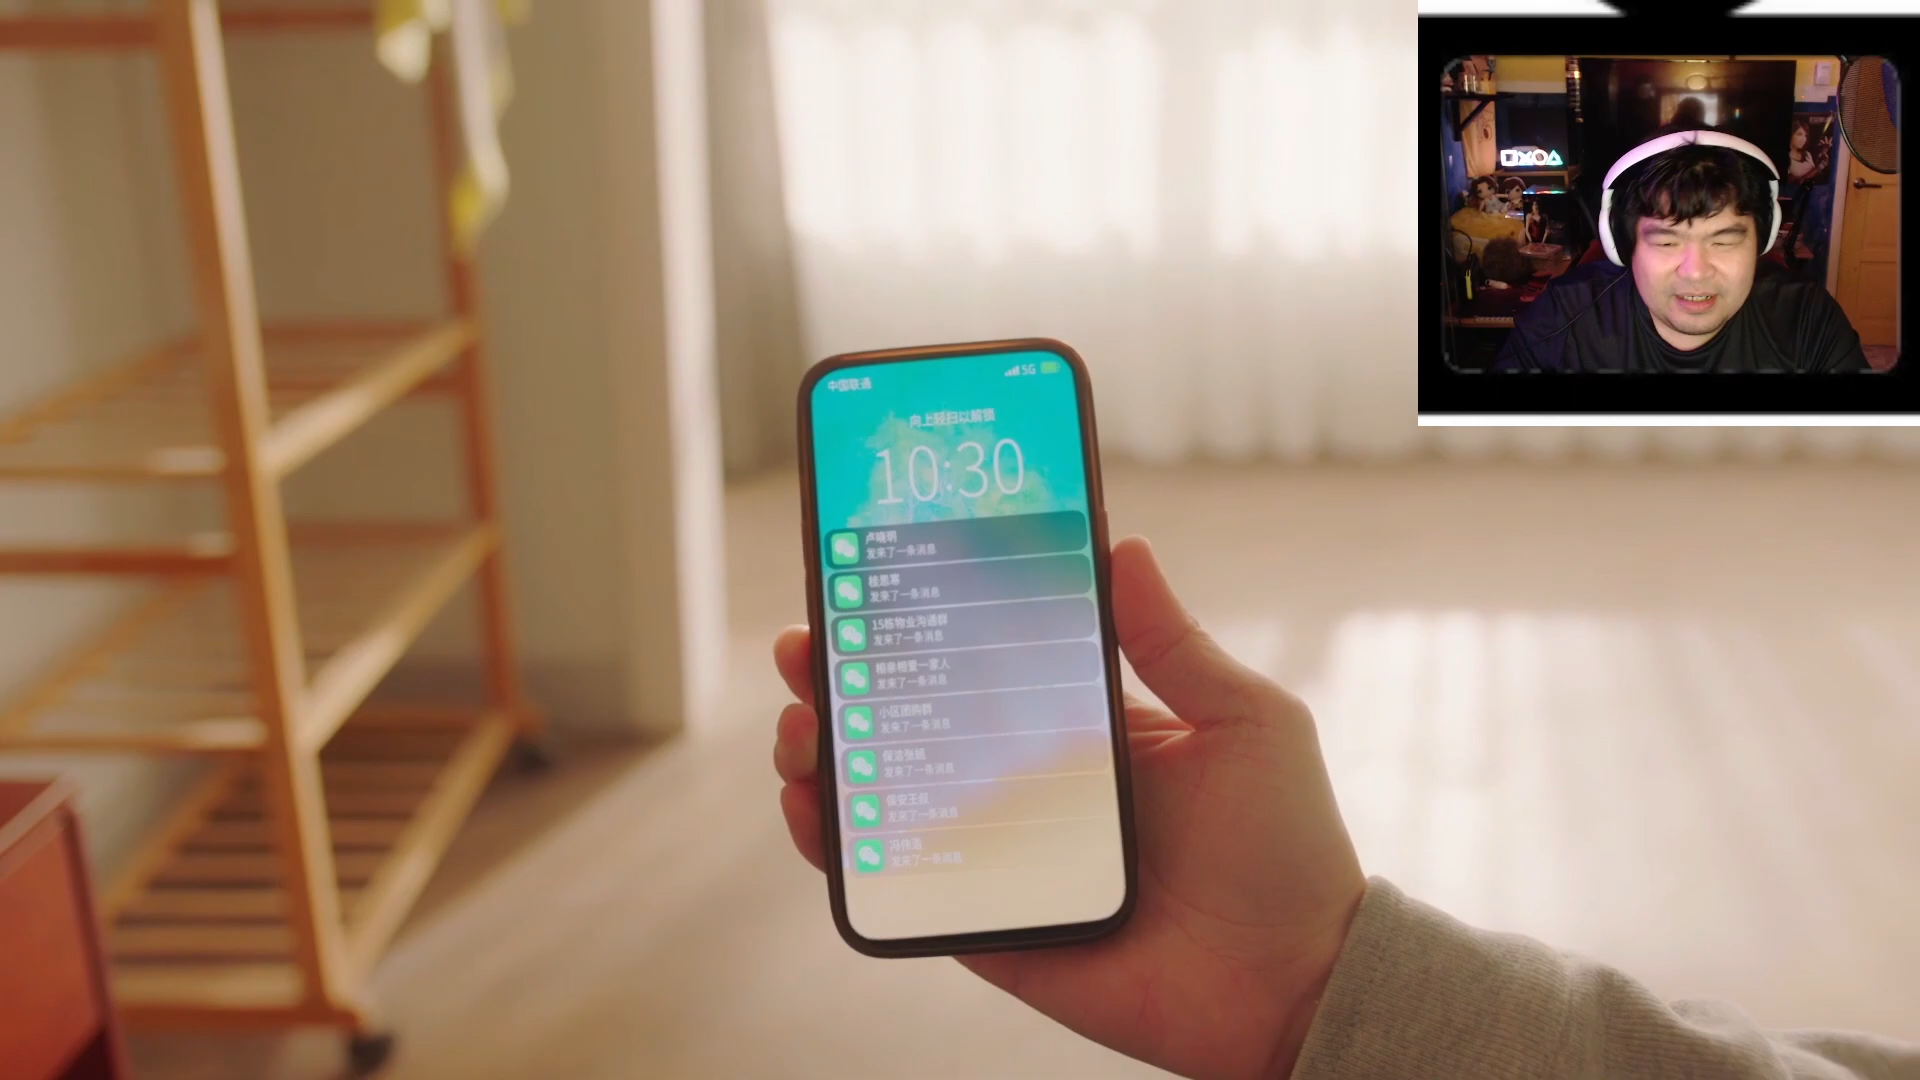 中国联通
5G
向上轻扫以解锁
10:30
卢晓玥
发来了一条消息
桂思寒
发来了一条消息
15栋物业沟通群
发来了一条消息
相亲相爱一家人
发来了一条消息
小区团购群
发来了一条消息
保洁张姐
发来了一条消息
保安王叔
发来了一条消息
发来了一条消息